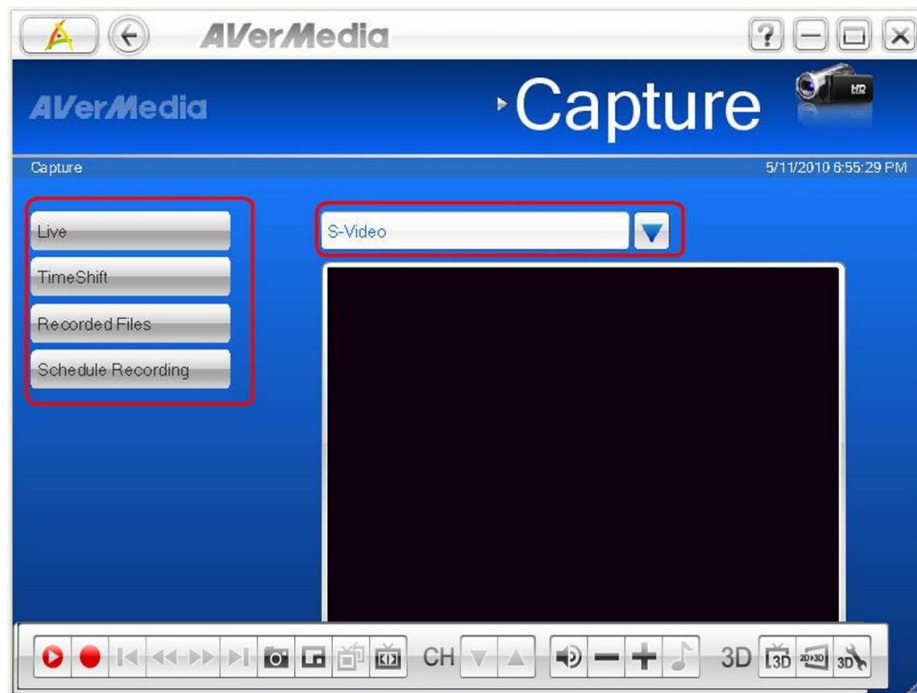 AVerMedia
AVerMedia
Capture
Capture
5/11/2010 6:55:29 PM
Live
S-Video
TimeShift
Recorded Files
Schedule Recording
CH
3D
3D
2D>3D
3D